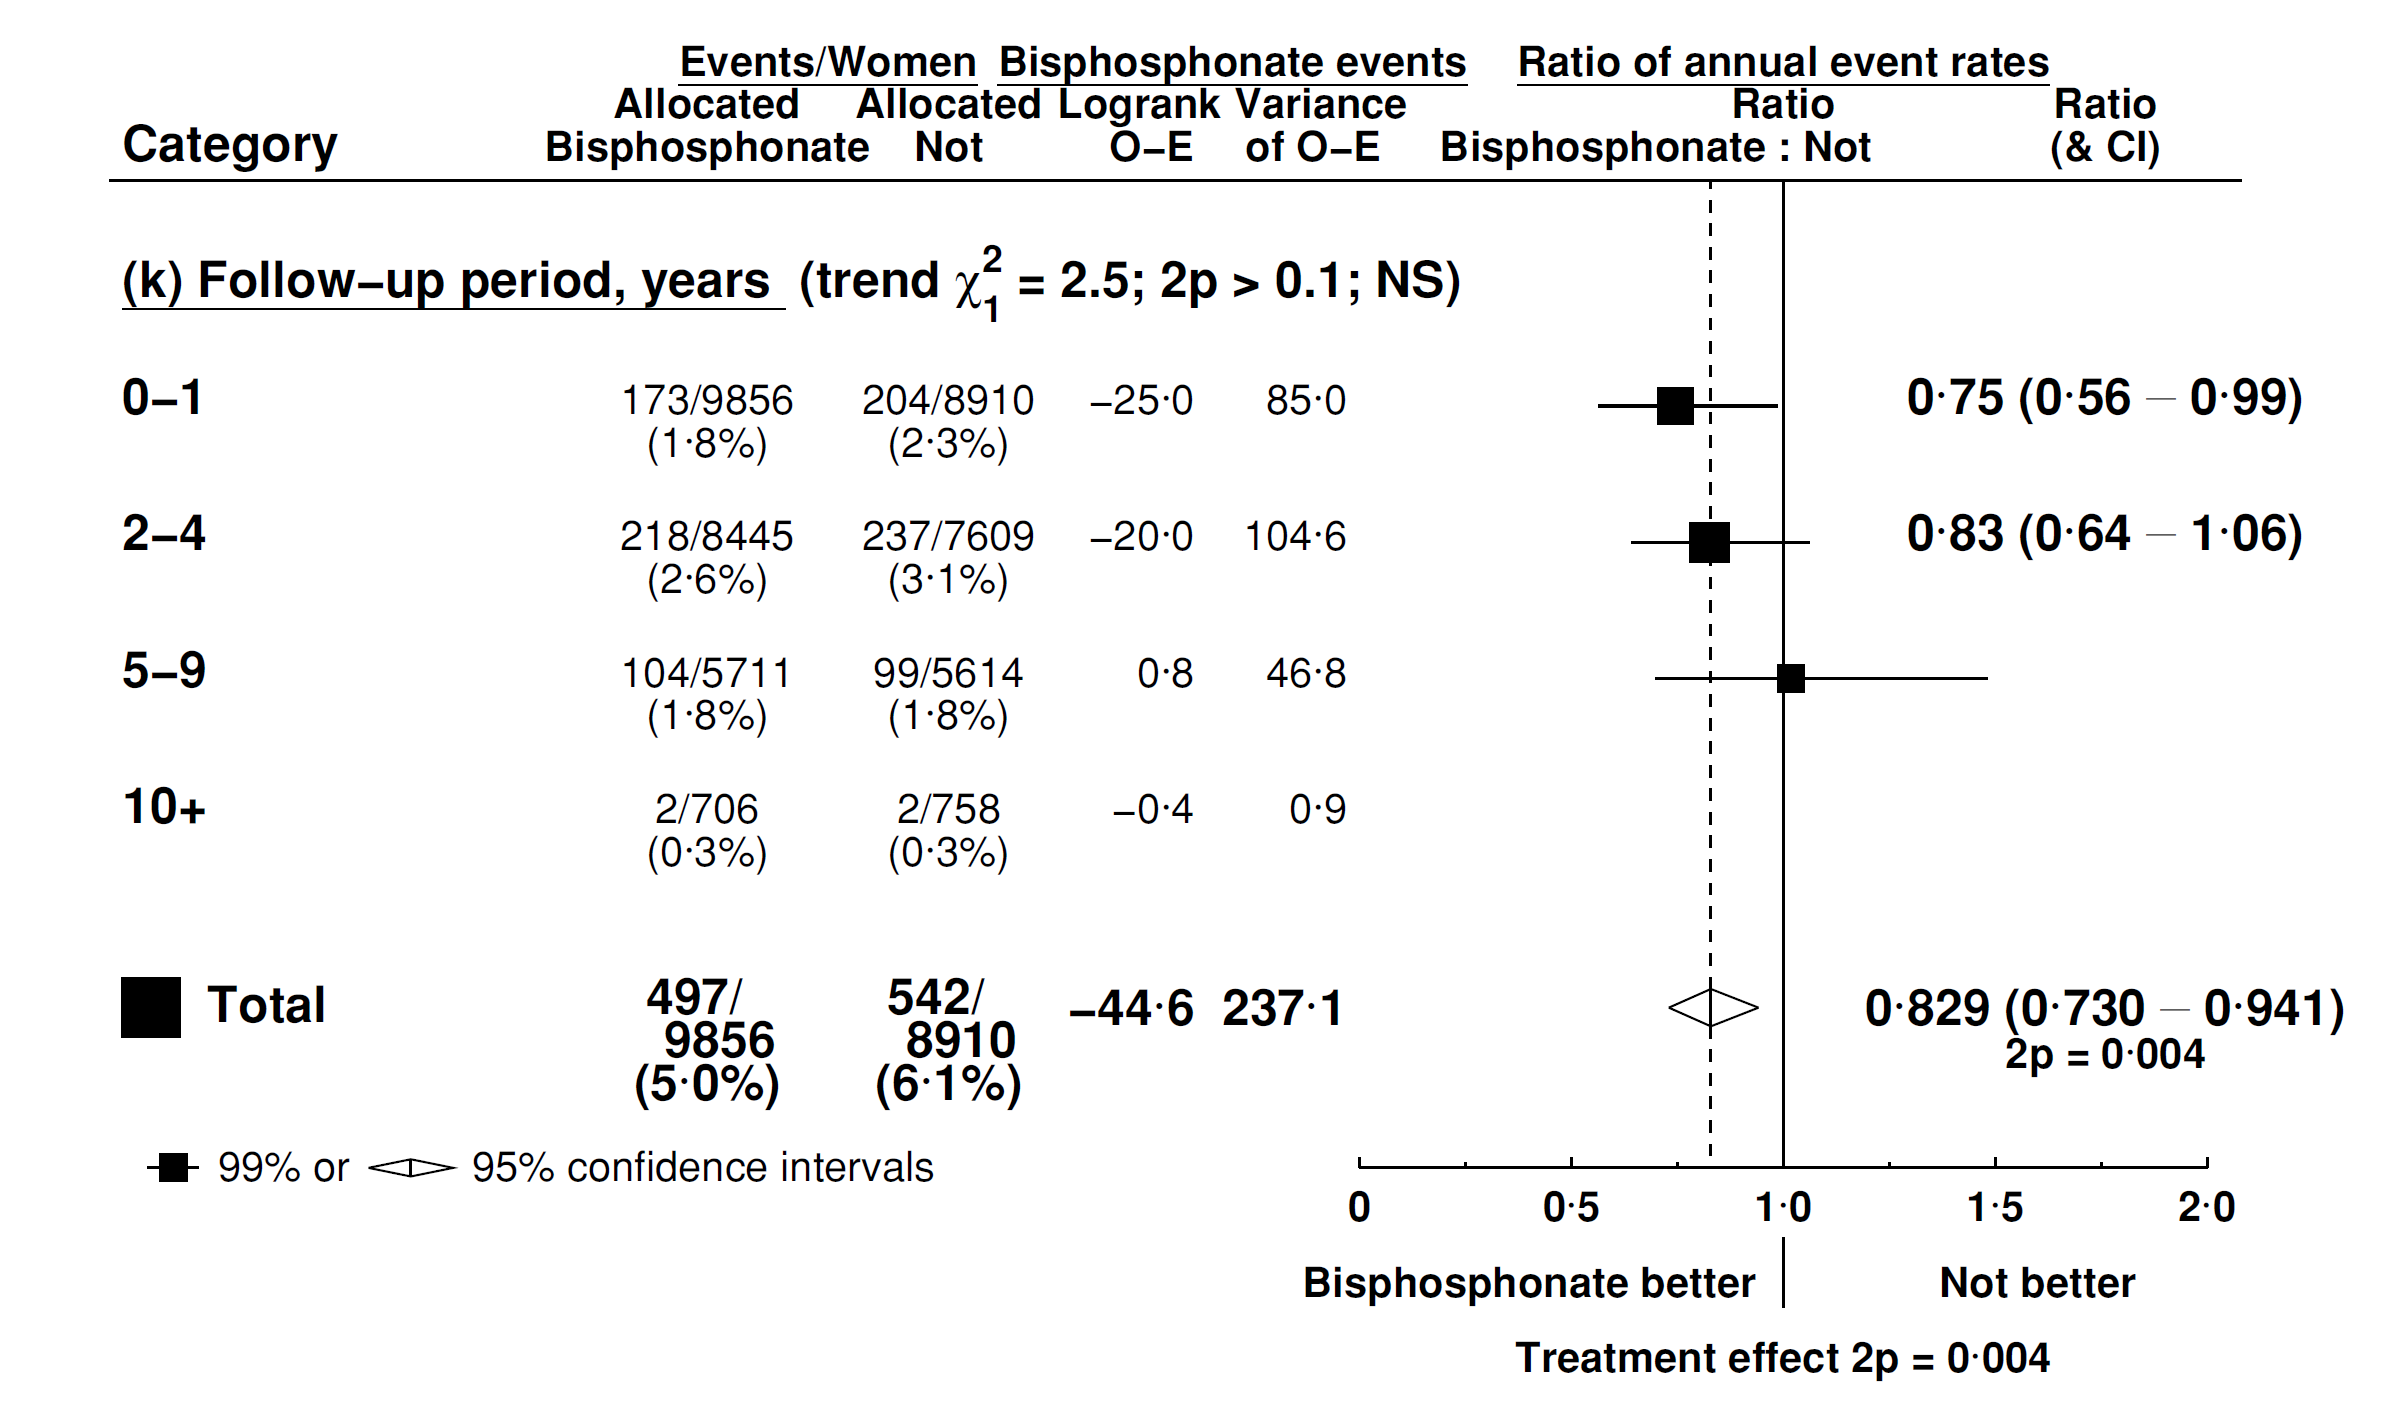 Events/Women Bisphosphonate events Ratio of annual event rates
Allocated Allocated Logrank Variance Ratio Ratio
Category Bisphosphonate Not O–E of O–E Bisphosphonate : Not (& CI)
(k) Follow–up period, years (trend χ²₁ = 2.5; 2p > 0.1; NS)
0–1 173/9856 204/8910 –25·0 85·0 0·75 (0·56 – 0·99)
(1·8%) (2·3%)
2–4 218/8445 237/7609 –20·0 104·6 0·83 (0·64 – 1·06)
(2·6%) (3·1%)
5–9 104/5711 99/5614 0·8 46·8
(1·8%) (1·8%)
10+ 2/706 2/758 –0·4 0·9
(0·3%) (0·3%)
Total 497/ 542/ –44·6 237·1 0·829 (0·730 – 0·941)
9856 8910 2p = 0·004
(5·0%) (6·1%)
99% or 95% confidence intervals
0 0·5 1·0 1·5 2·0
Bisphosphonate better Not better
Treatment effect 2p = 0·004